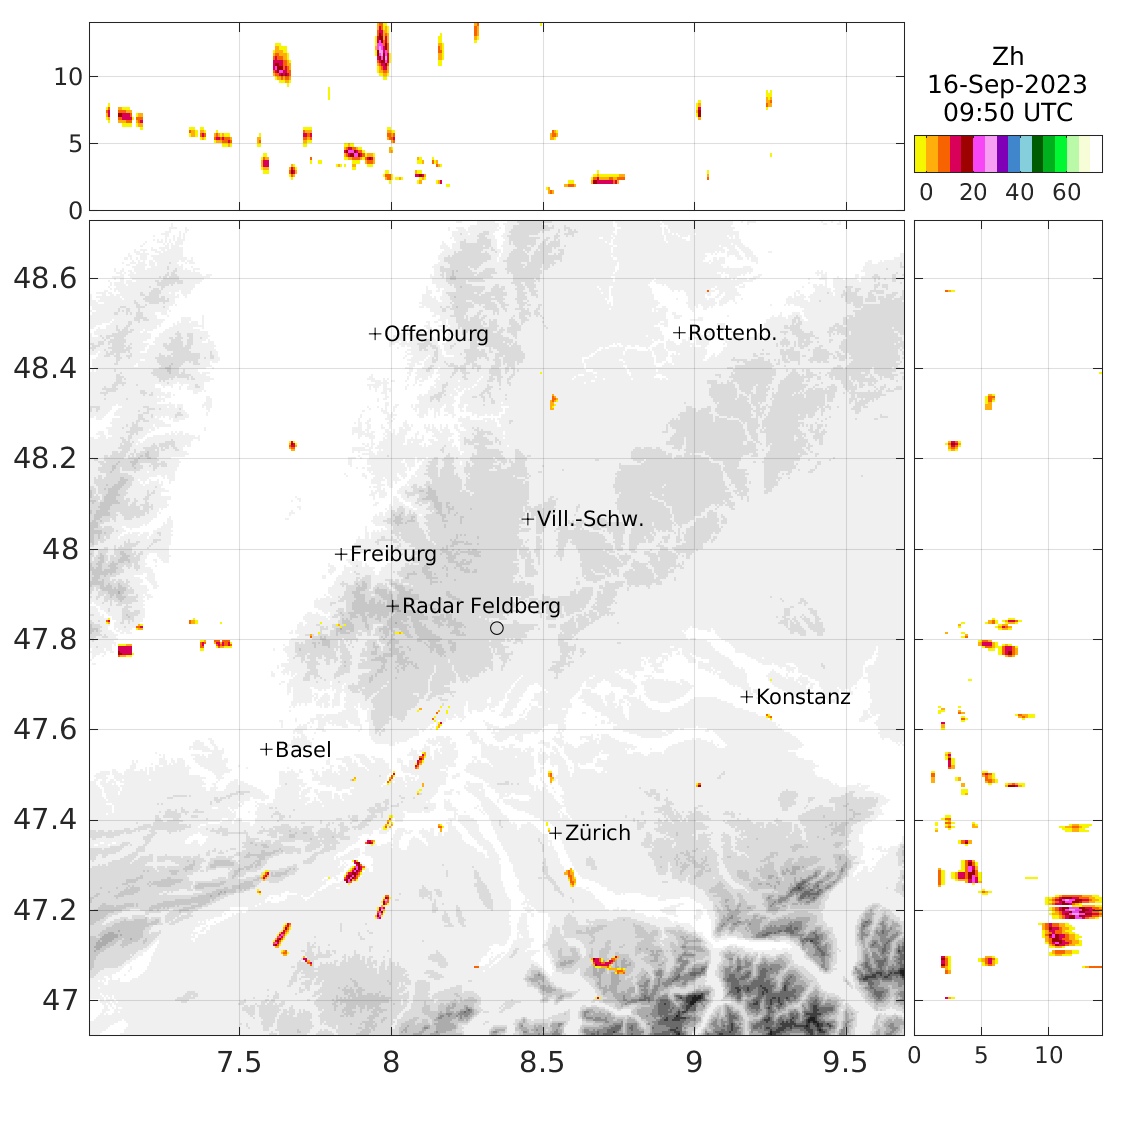 10
5
0
Zh
16-Sep-2023
09:50 UTC
0 20 40 60
48.6
48.4
48.2
48
47.8
47.6
47.4
47.2
47
Offenburg
Rottenb.
Vill.-Schw.
Freiburg
Radar Feldberg
Konstanz
Basel
Zürich
7.5 8 8.5 9 9.5
0 5 10